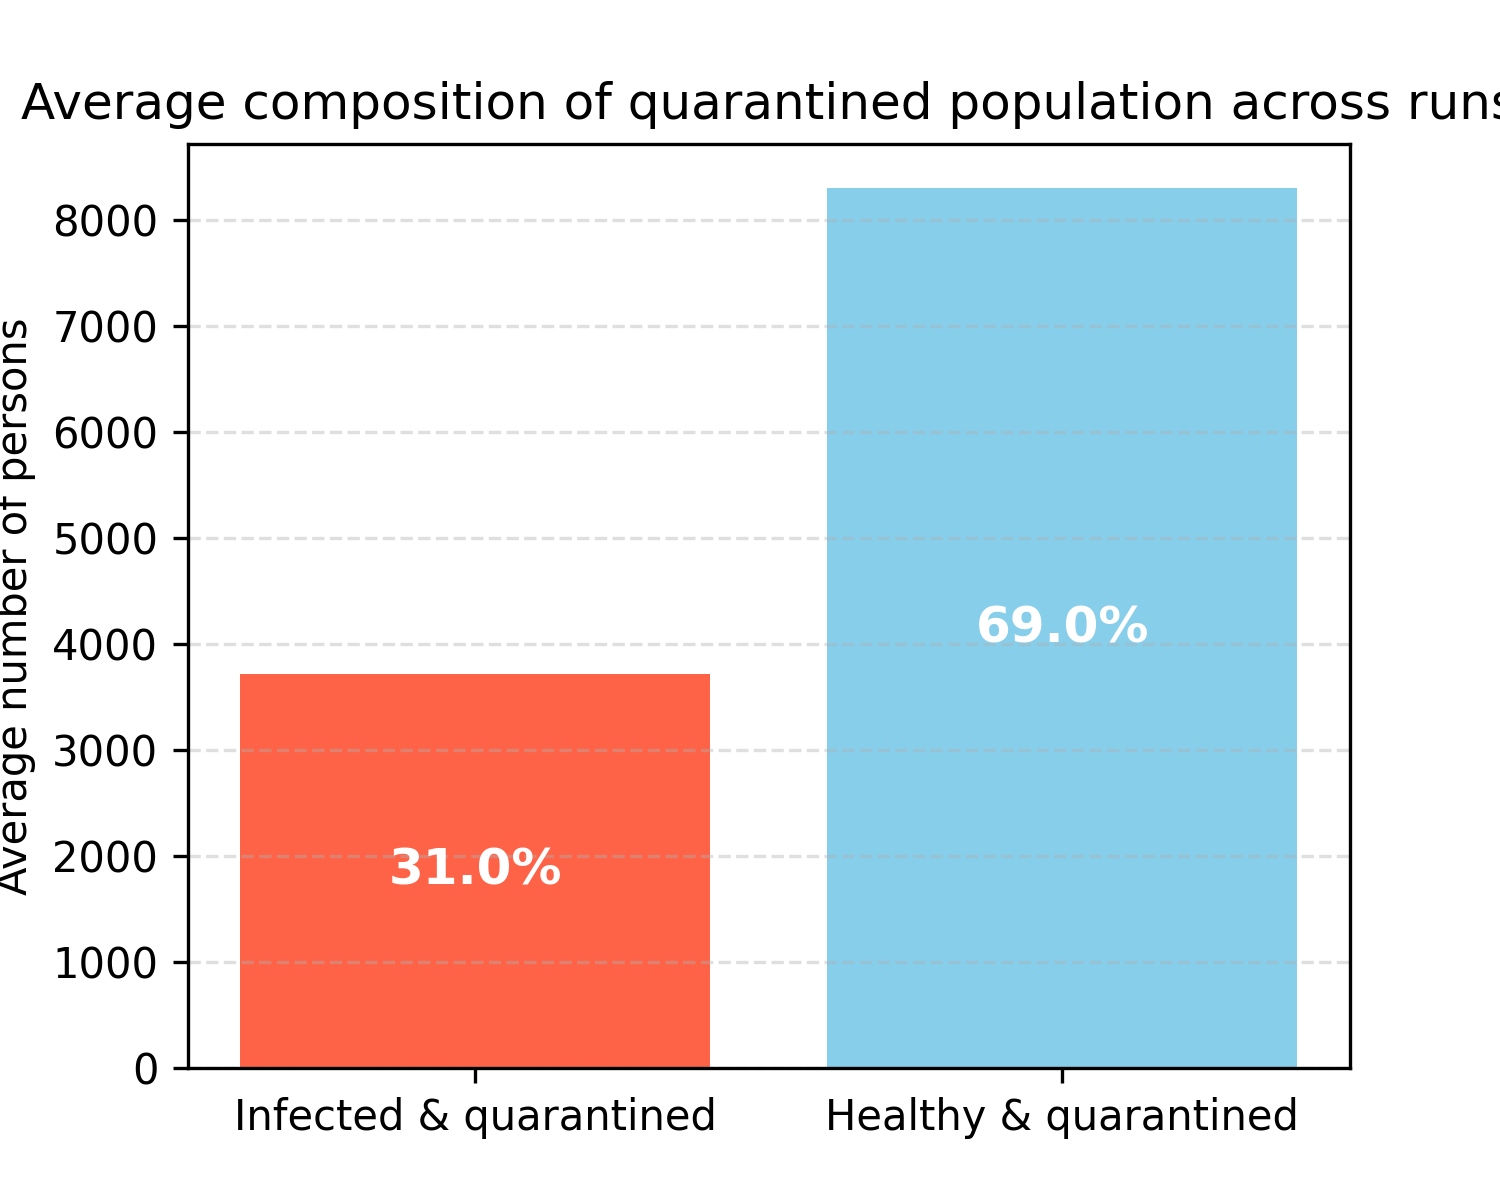 Average composition of quarantined population across runs
Average number of persons
8000
7000
6000
5000
4000
3000
2000
1000
0
69.0%
31.0%
Infected & quarantined
Healthy & quarantined